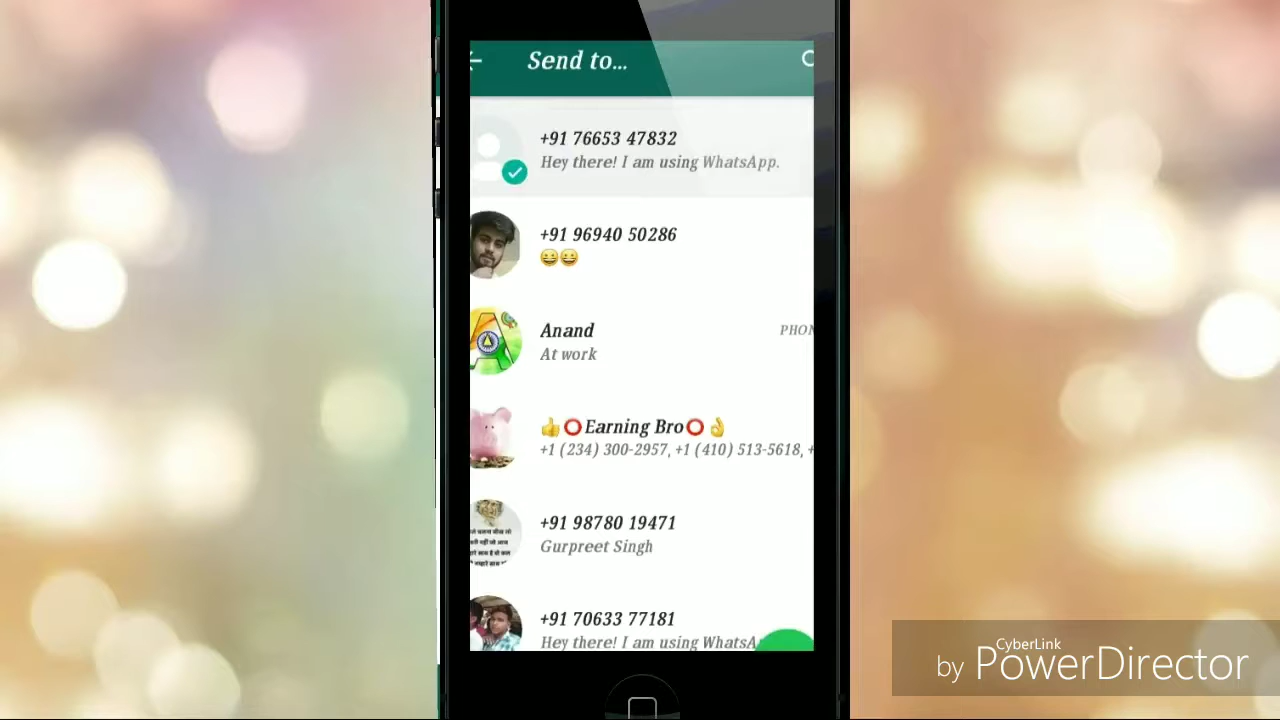 Send to...
+91 76653 47832
Hey there! I am using WhatsApp.
+91 96940 50286
😀😀
Anand
PHON
At work
👍⭕Earning Bro⭕👌
+1 (234) 300-2957, +1 (410) 513-5618, +
+91 98780 19471
Gurpreet Singh
+91 70633 77181
Hey there! I am using WhatsA
CyberLink
by PowerDirector